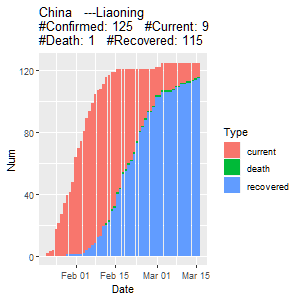 China   ---Liaoning
#Confirmed: 125   #Current: 9
#Death: 1   #Recovered: 115
120
80
40
0
Num
Feb 01
Feb 15
Mar 01
Mar 15
Date
Type
current
death
recovered